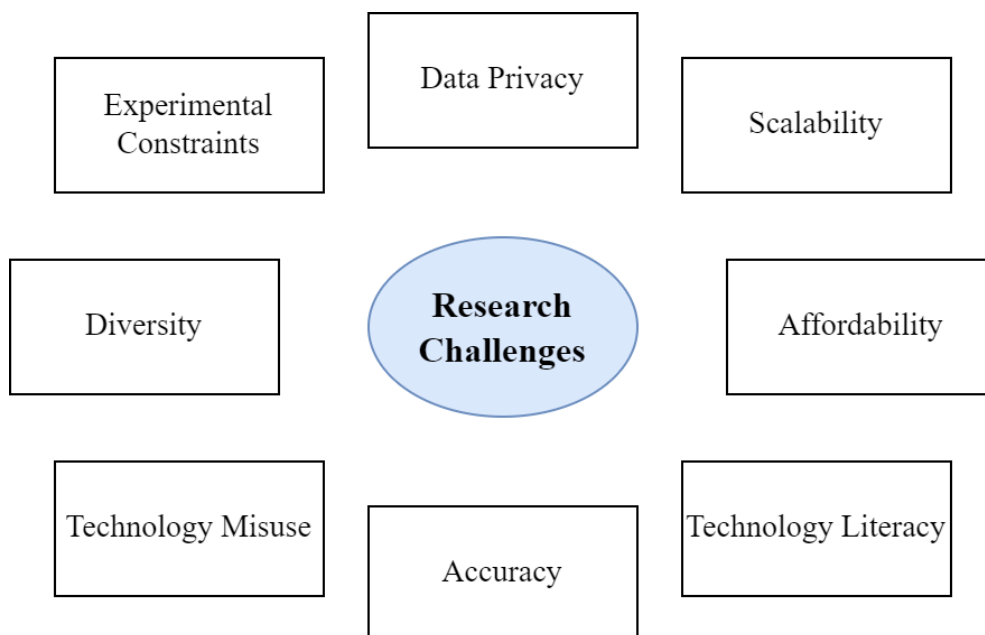 Data Privacy
Experimental
Constraints
Scalability
Diversity
Research
Challenges
Affordability
Technology Misuse
Accuracy
Technology Literacy